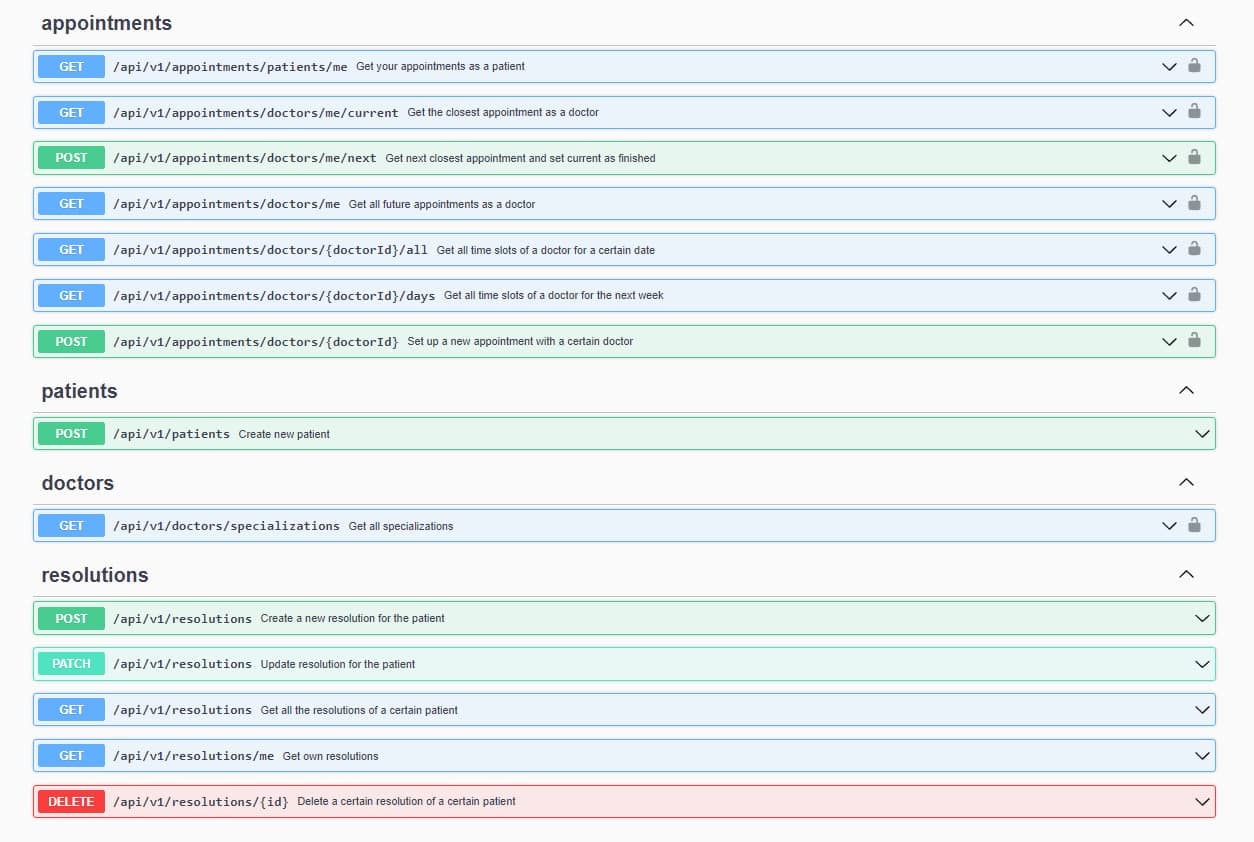 appointments
GET /api/v1/appointments/patients/me Get your appointments as a patient
GET /api/v1/appointments/doctors/me/current Get the closest appointment as a doctor
POST /api/v1/appointments/doctors/me/next Get next closest appointment and set current as finished
GET /api/v1/appointments/doctors/me Get all future appointments as a doctor
GET /api/v1/appointments/doctors/{doctorId}/all Get all time slots of a doctor for a certain date
GET /api/v1/appointments/doctors/{doctorId}/days Get all time slots of a doctor for the next week
POST /api/v1/appointments/doctors/{doctorId} Set up a new appointment with a certain doctor
patients
POST /api/v1/patients Create new patient
doctors
GET /api/v1/doctors/specializations Get all specializations
resolutions
POST /api/v1/resolutions Create a new resolution for the patient
PATCH /api/v1/resolutions Update resolution for the patient
GET /api/v1/resolutions Get all the resolutions of a certain patient
GET /api/v1/resolutions/me Get own resolutions
DELETE /api/v1/resolutions/{id} Delete a certain resolution of a certain patient